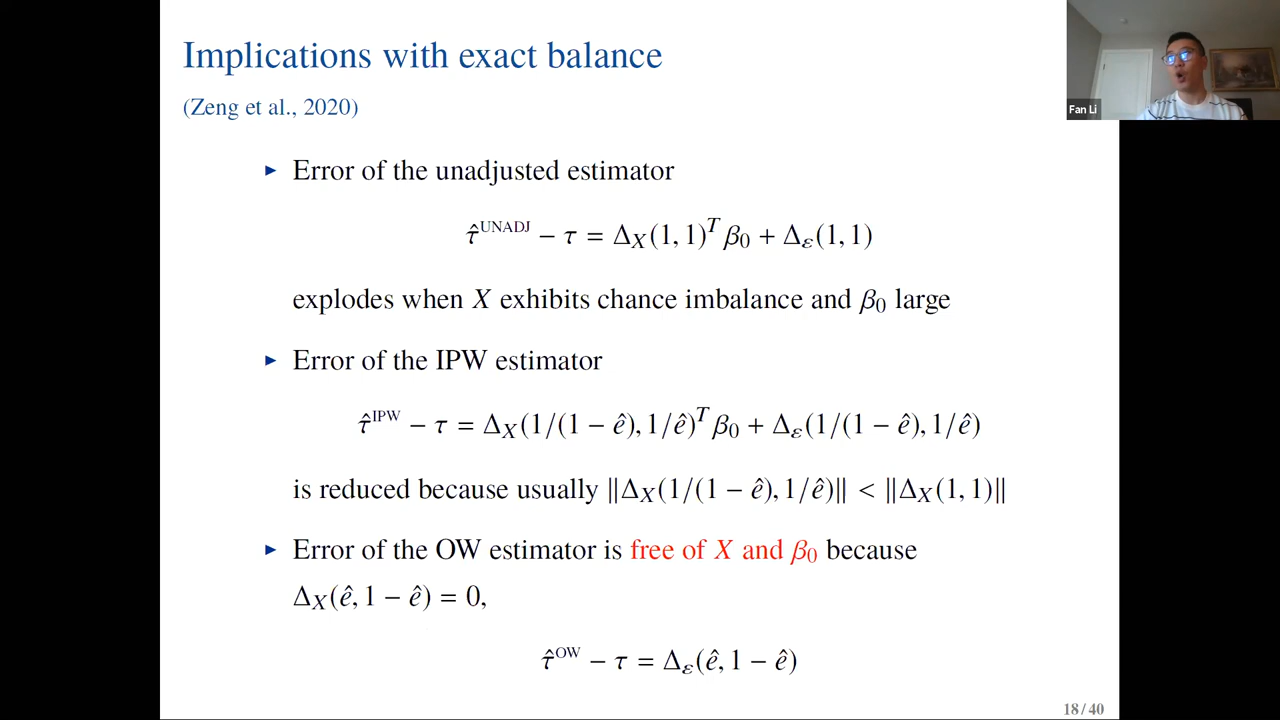 Implications with exact balance
(Zeng et al., 2020)
Fan Li
▶ Error of the unadjusted estimator
τ̂^UNADJ − τ = Δ_X(1, 1)^T β_0 + Δ_ε(1, 1)
explodes when X exhibits chance imbalance and β_0 large
▶ Error of the IPW estimator
τ̂^IPW − τ = Δ_X(1/(1 − ê), 1/ê)^T β_0 + Δ_ε(1/(1 − ê), 1/ê)
is reduced because usually ‖Δ_X(1/(1 − ê), 1/ê)‖ < ‖Δ_X(1, 1)‖
▶ Error of the OW estimator is free of X and β_0 because
Δ_X(ê, 1 − ê) = 0,
τ̂^OW − τ = Δ_ε(ê, 1 − ê)
18/40